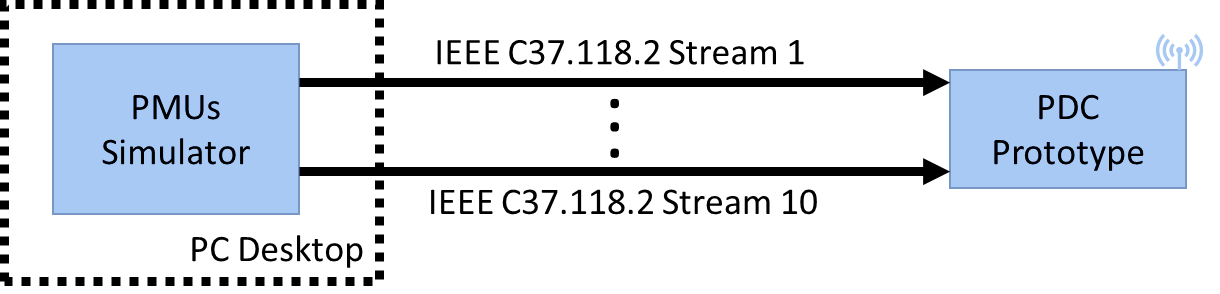 IEEE C37.118.2 Stream 1
PMUs
Simulator
PDC
Prototype
IEEE C37.118.2 Stream 10
PC Desktop